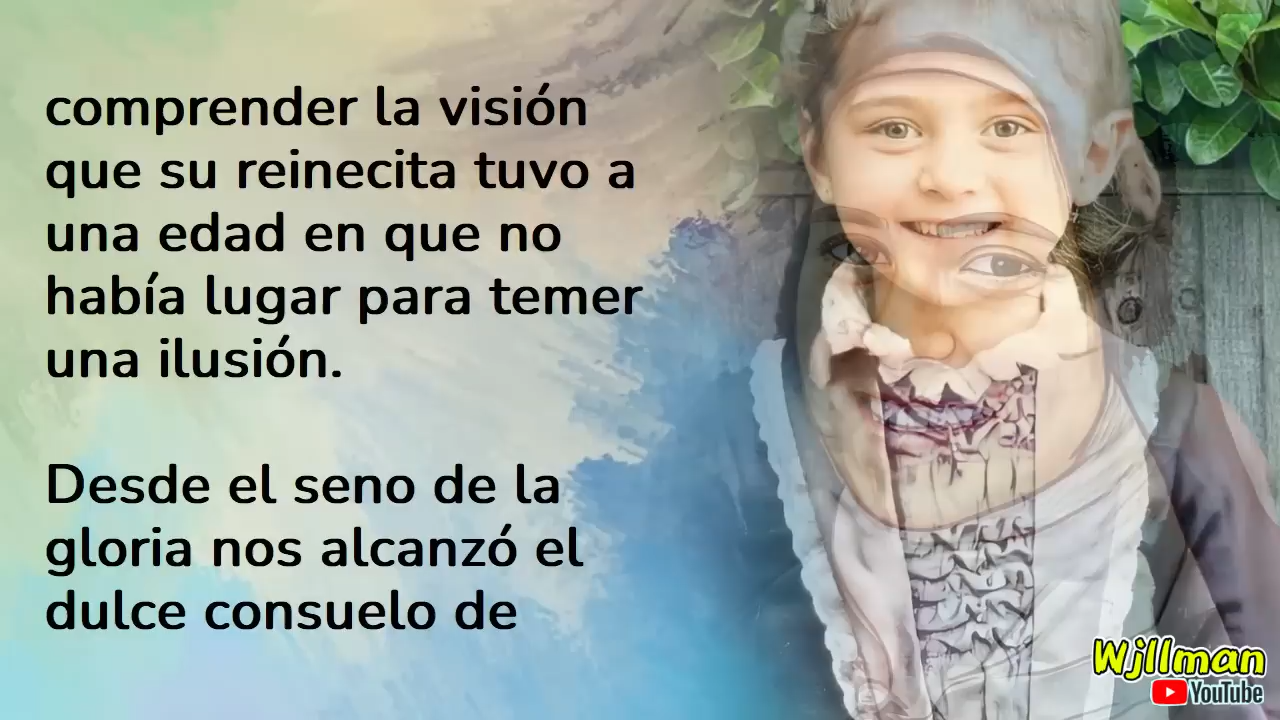 comprender la visión
que su reinecita tuvo a
una edad en que no
había lugar para temer
una ilusión.
Desde el seno de la
gloria nos alcanzó el
dulce consuelo de
Wjllman
YouTube